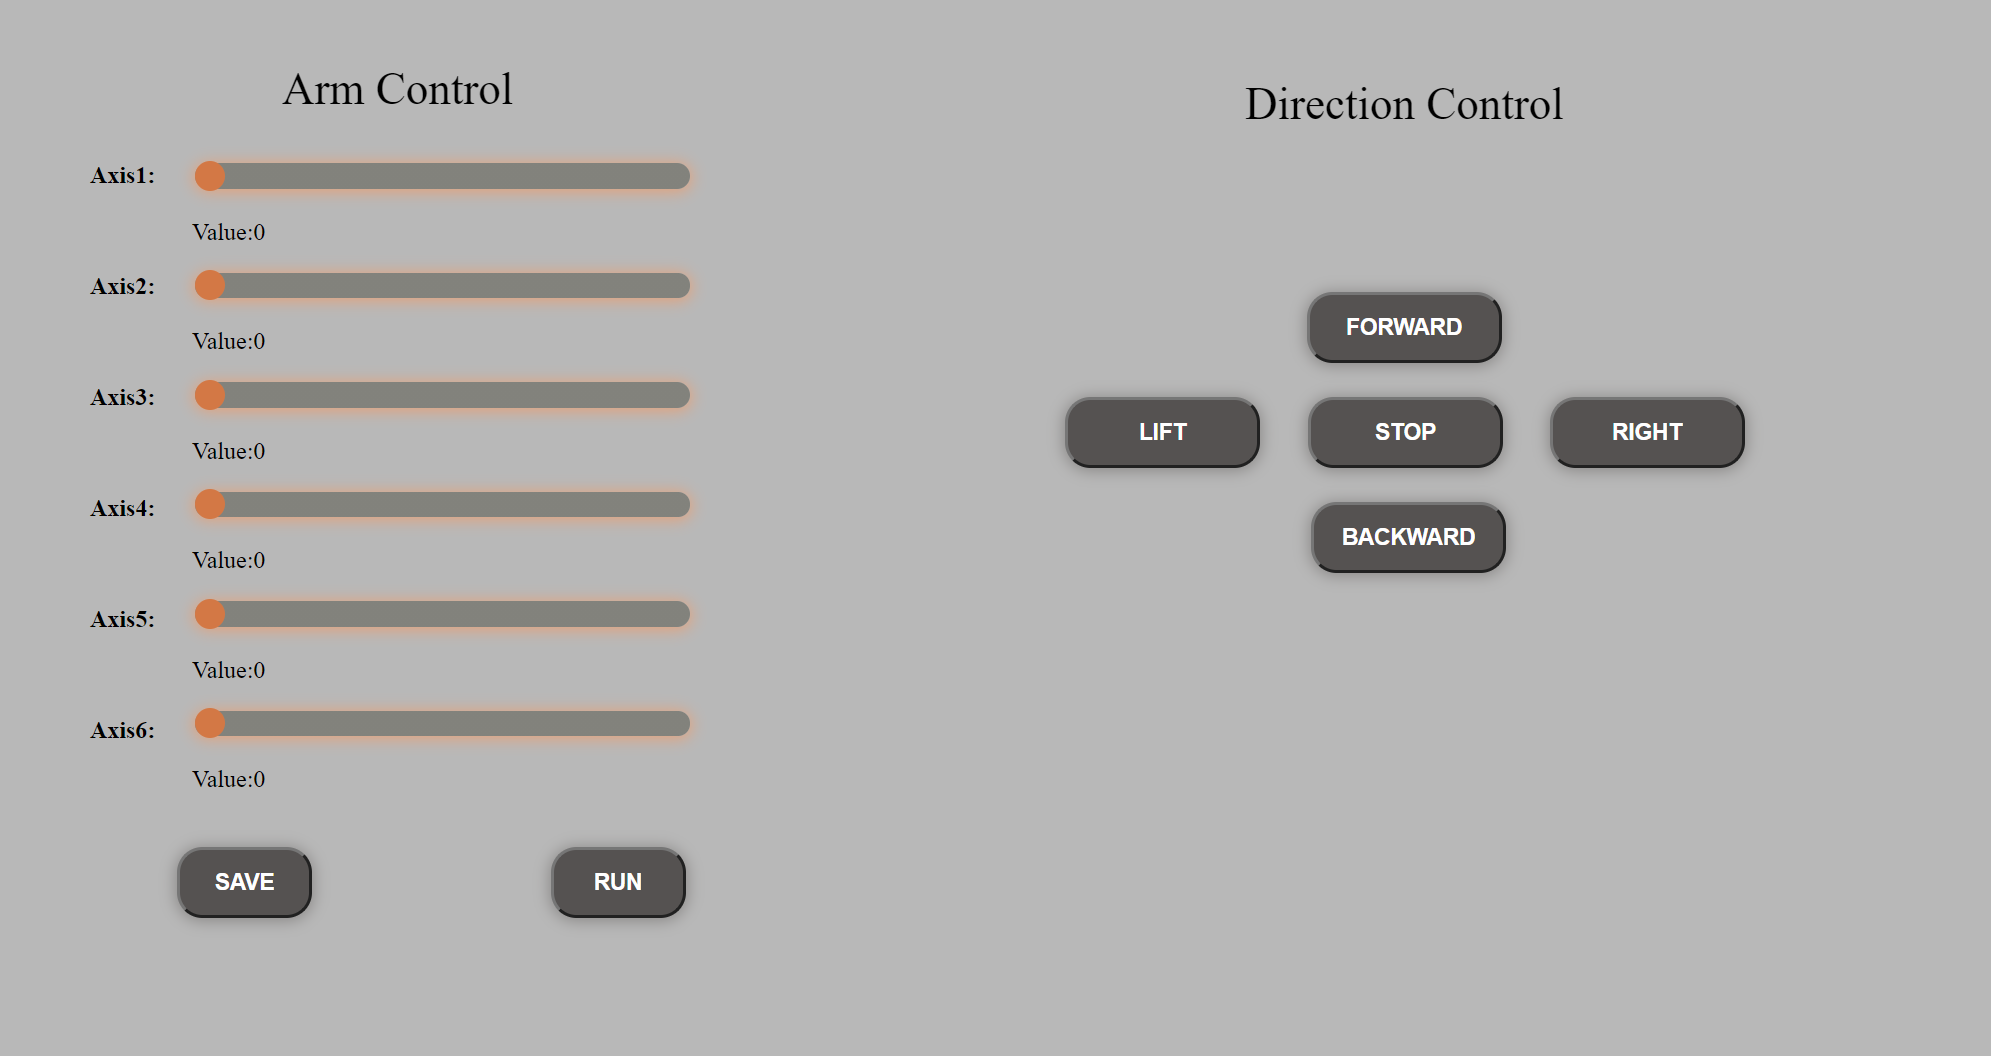 Arm Control
Axis1:
Value:0
Axis2:
Value:0
Axis3:
Value:0
Axis4:
Value:0
Axis5:
Value:0
Axis6:
Value:0
SAVE RUN
Direction Control
FORWARD
LIFT STOP RIGHT
BACKWARD